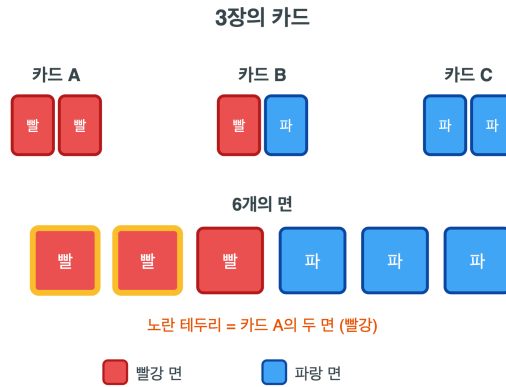 3장의 카드
카드 A 카드 B 카드 C
빨 빨 빨 파 파 파
6개의 면
빨 빨 빨 파 파 파
노란 테두리 = 카드 A의 두 면 (빨강)
빨강 면 파랑 면